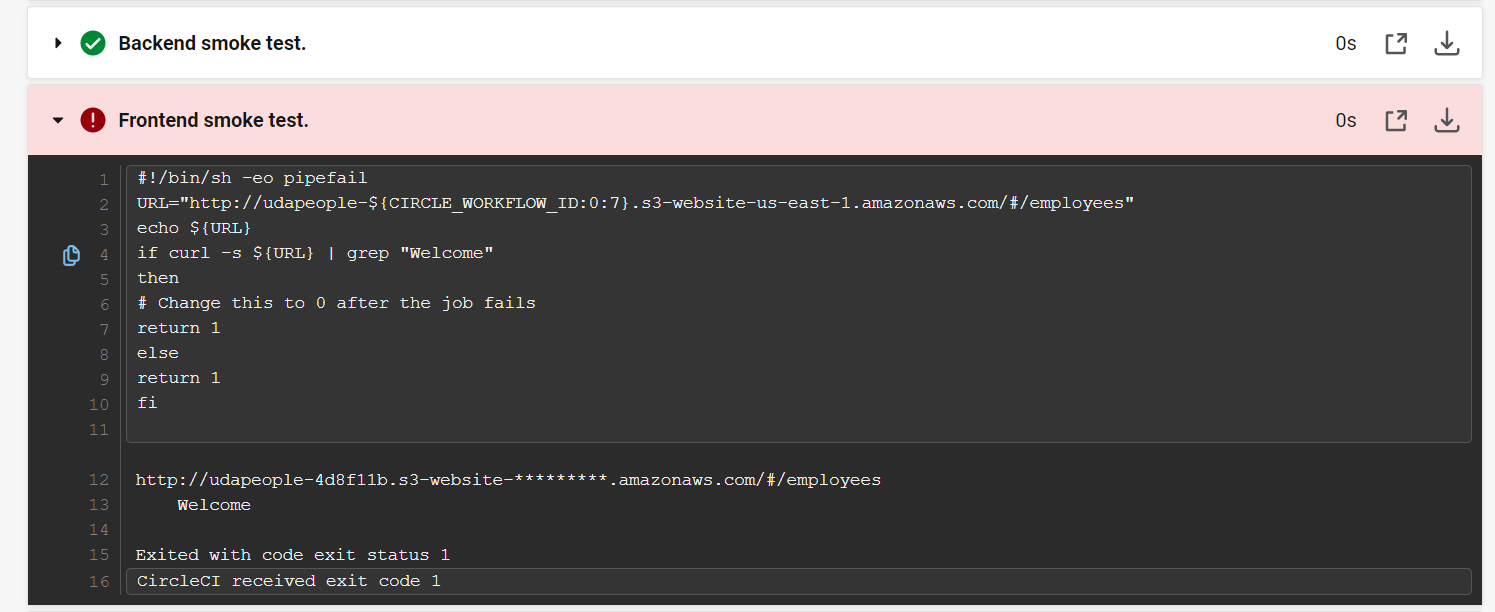 Backend smoke test.
0s
Frontend smoke test.
0s
1 #!/bin/sh -eo pipefail
2 URL="http://udapeople-${CIRCLE_WORKFLOW_ID:0:7}.s3-website-us-east-1.amazonaws.com/#/employees"
3 echo ${URL}
4 if curl -s ${URL} | grep "Welcome"
5 then
6 # Change this to 0 after the job fails
7 return 1
8 else
9 return 1
10 fi
11
12 http://udapeople-4d8f11b.s3-website-*********.amazonaws.com/#/employees
13 Welcome
14
15 Exited with code exit status 1
16 CircleCI received exit code 1